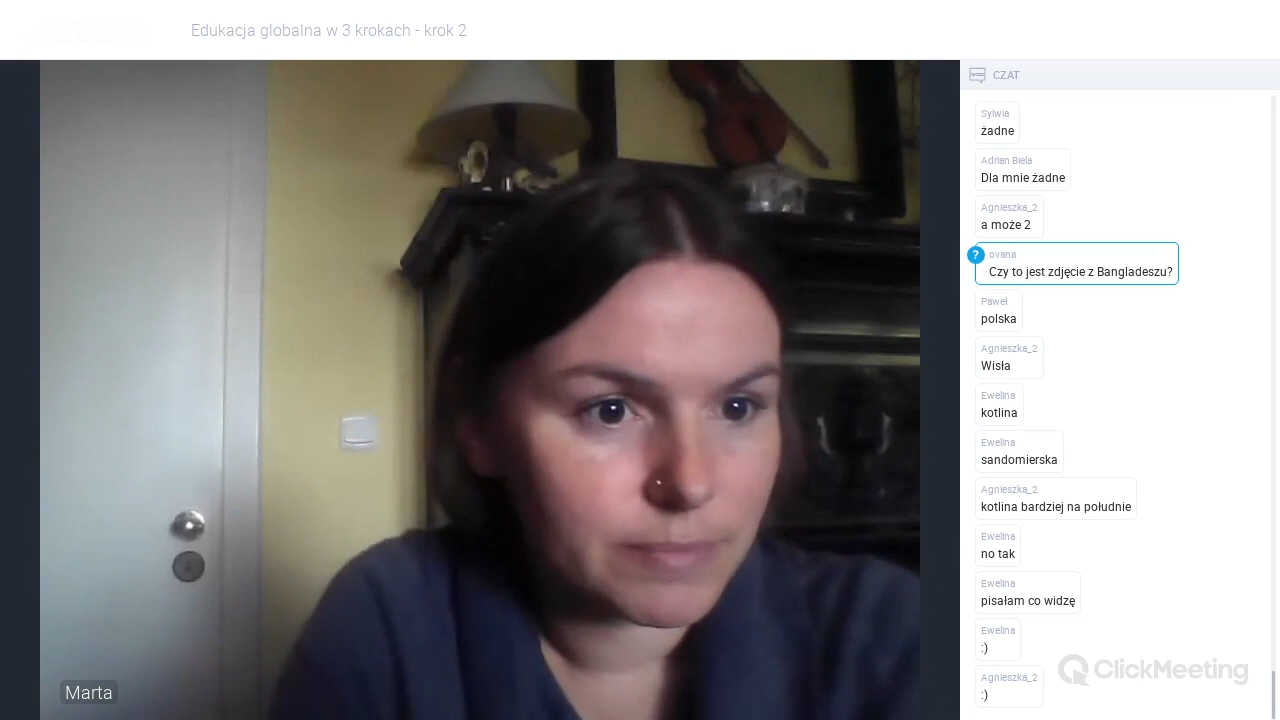 Edukacja globalna w 3 krokach - krok 2
CZAT
Sylwia
żadne
Adrian Biela
Dla mnie żadne
Agnieszka_2
a może 2
?
ovana
Czy to jest zdjęcie z Bangladeszu?
Paweł
polska
Agnieszka_2
Wisła
Ewelina
kotlina
Ewelina
sandomierska
Agnieszka_2
kotlina bardziej na południe
Ewelina
no tak
Ewelina
pisałam co widzę
Ewelina
:)
Agnieszka_2
:)
ClickMeeting
Marta